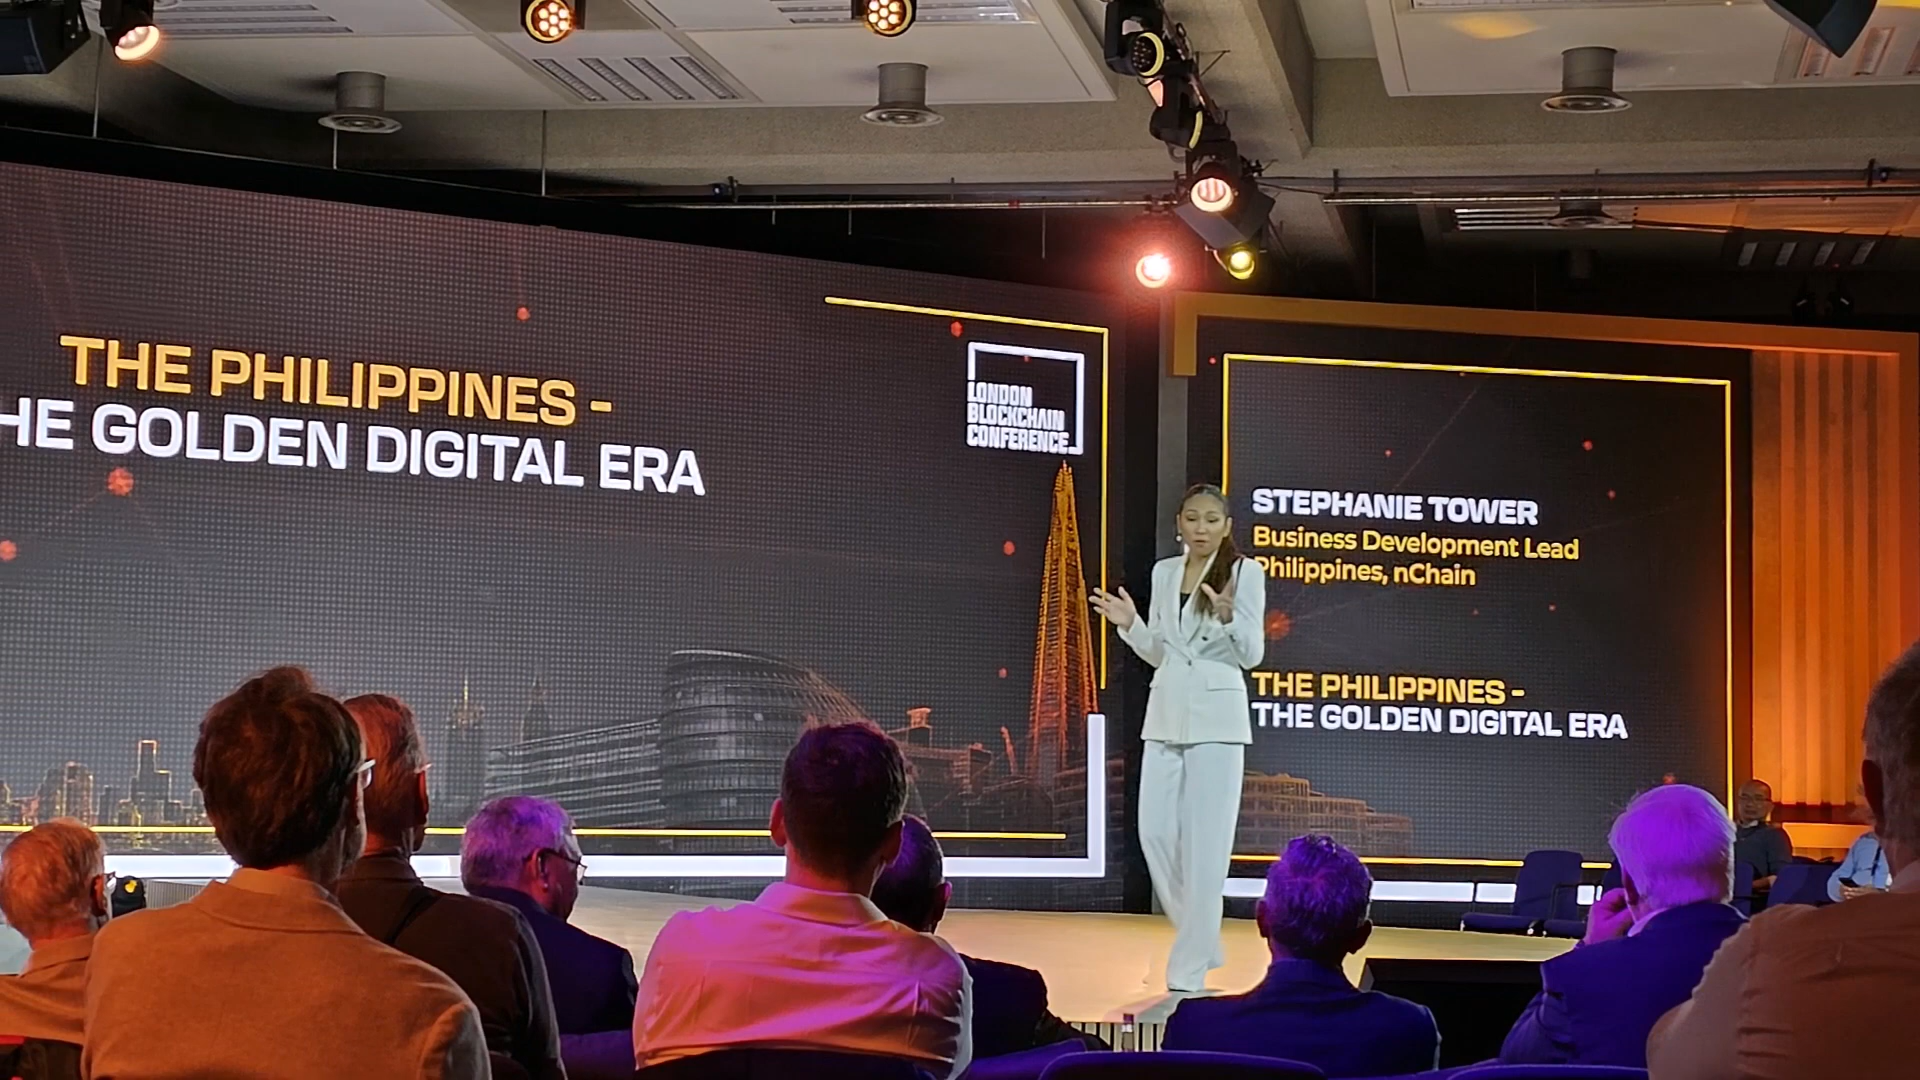 THE PHILIPPINES -
HE GOLDEN DIGITAL ERA
LONDON
BLOCKCHAIN
CONFERENCE
STEPHANIE TOWER
Business Development Lead
Philippines, nChain
THE PHILIPPINES -
THE GOLDEN DIGITAL ERA